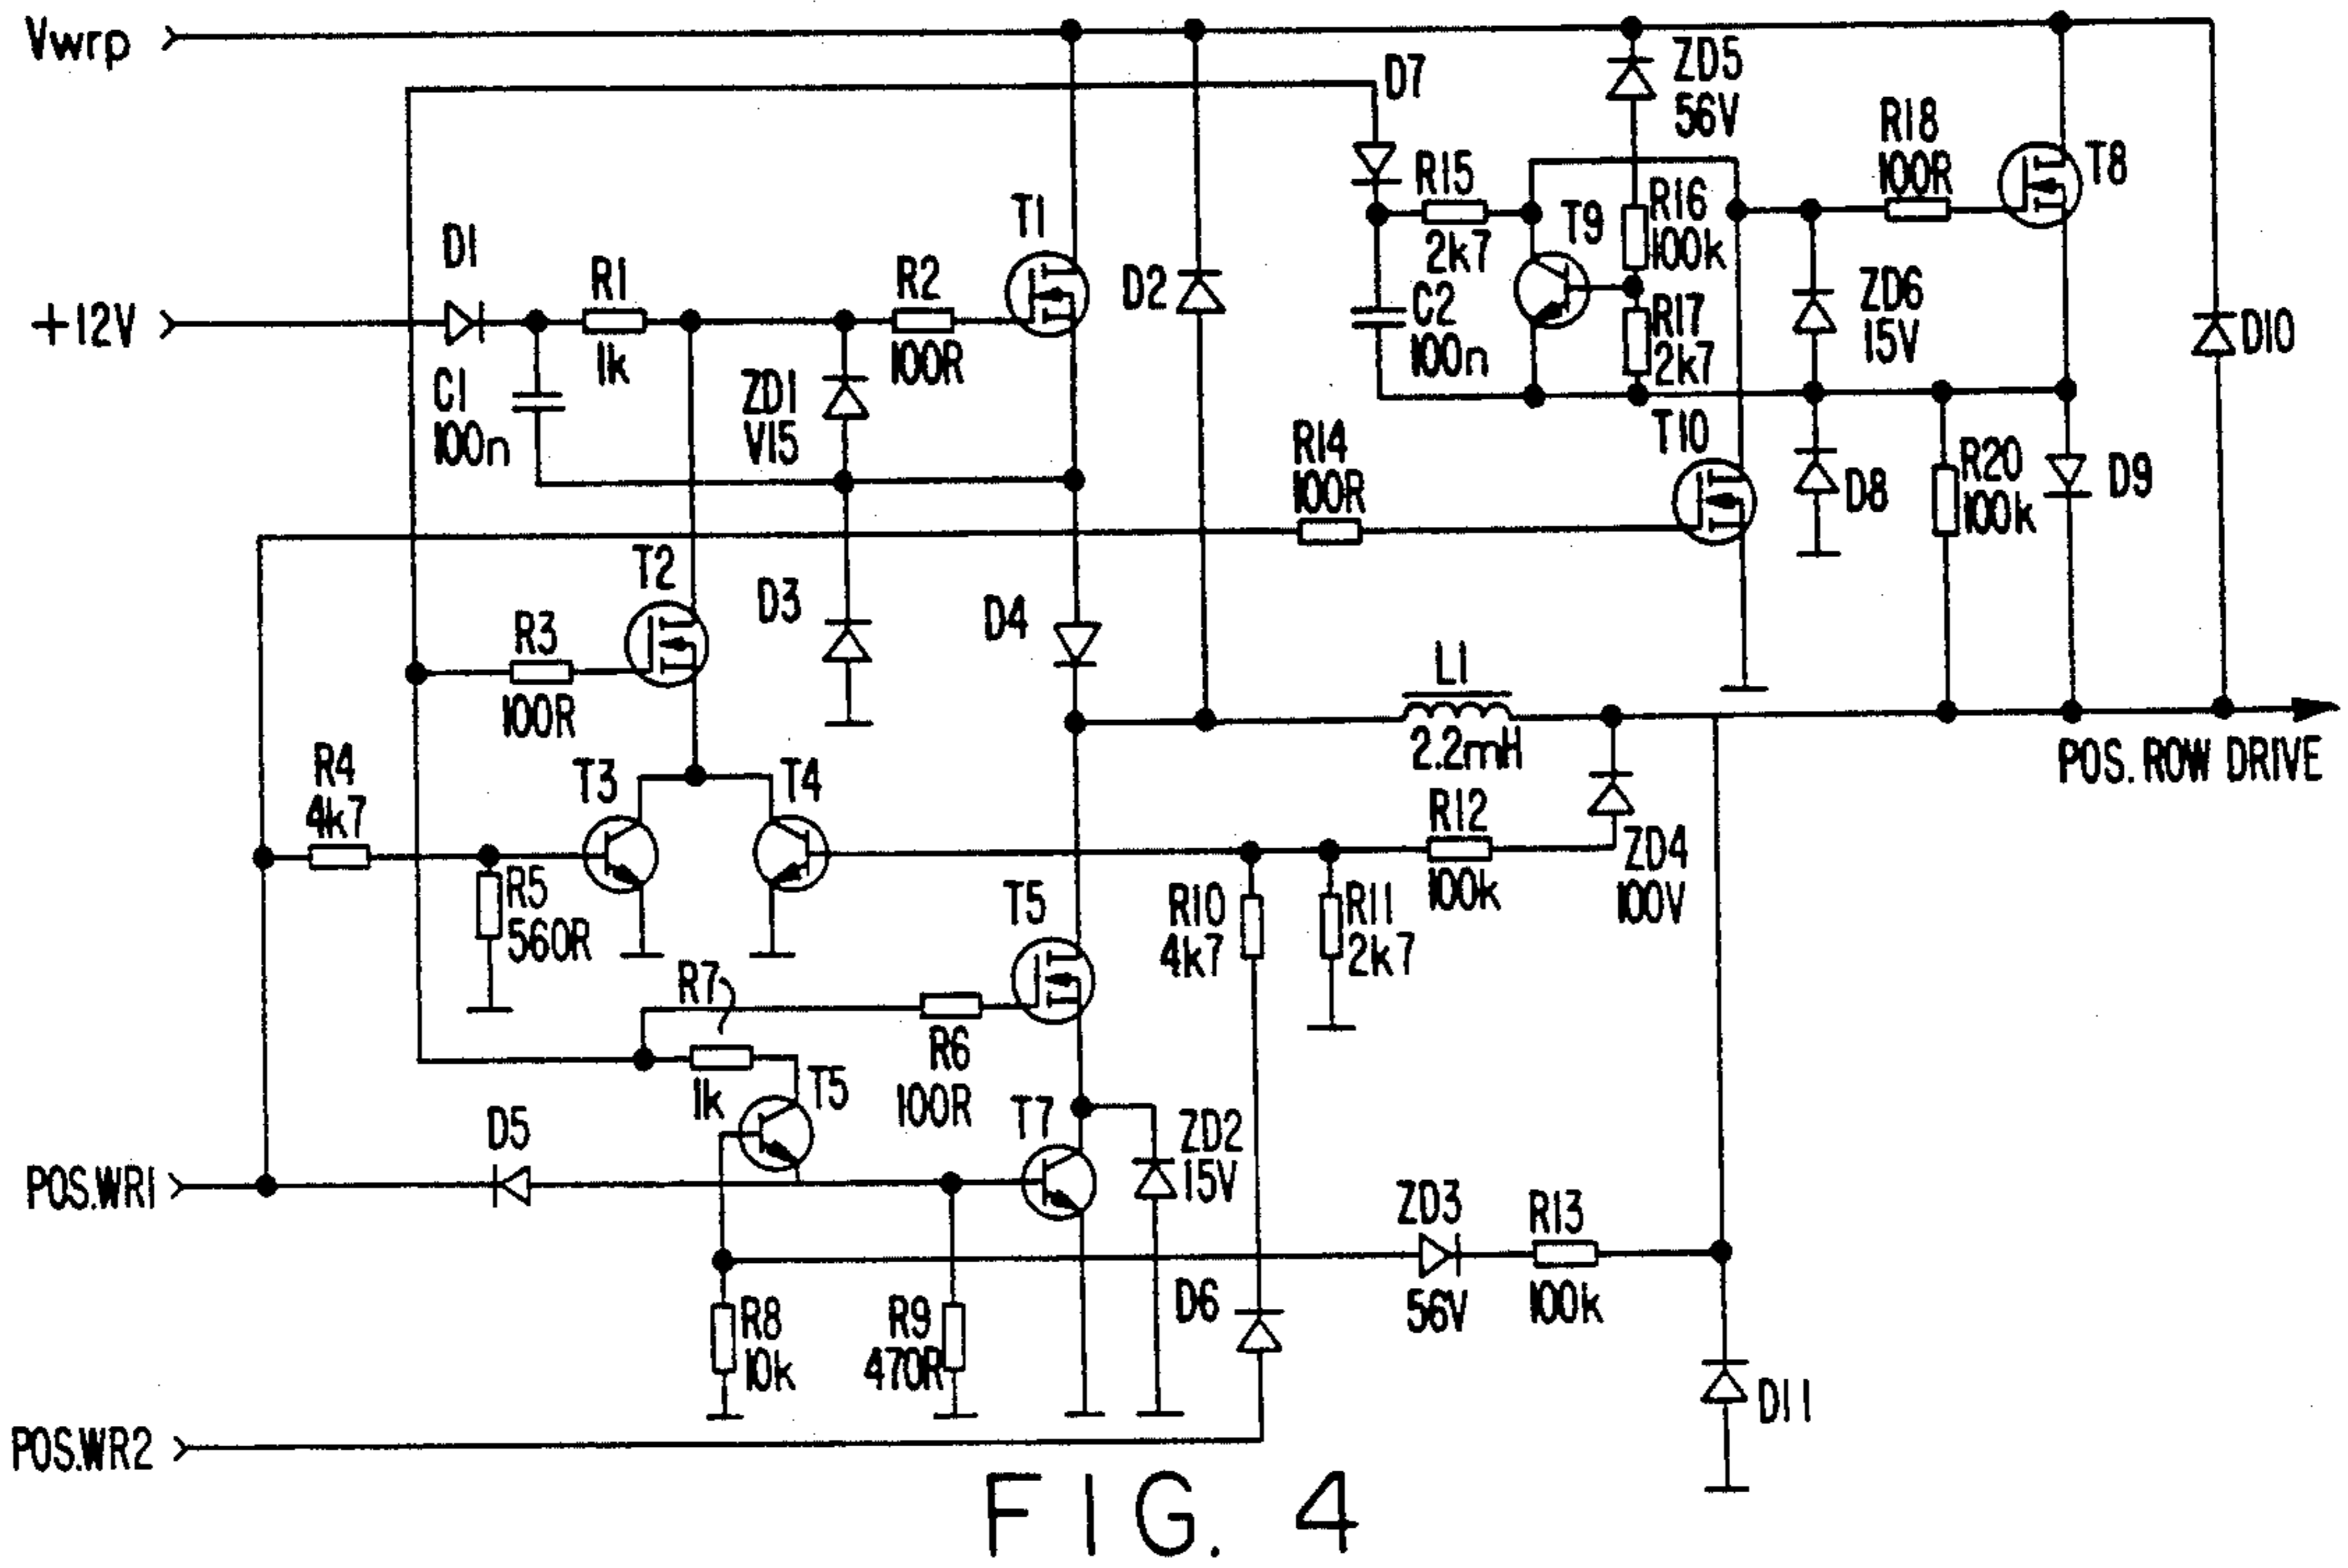 Vwrp
D7
ZD5
56V
R18
100R
T8
T1
R15
2k7
T9
R16
100k
D1
R1
1k
R2
100R
D2
+12V
C1
100n
ZD1
V15
C2
100n
R17
2k7
ZD6
15V
D10
T10
R14
100R
D8
R20
100k
D9
T2
D3
D4
R3
100R
L1
2.2mH
POS. ROW DRIVE
R4
4k7
T3
T4
R12
100k
ZD4
100V
R5
560R
T5
R10
4k7
R11
2k7
R7
1k
R6
100R
T5
D5
T7
ZD2
15V
POS.WR1
ZD3
56V
R13
100k
R8
10k
R9
470R
D6
D11
POS.WR2
FIG. 4